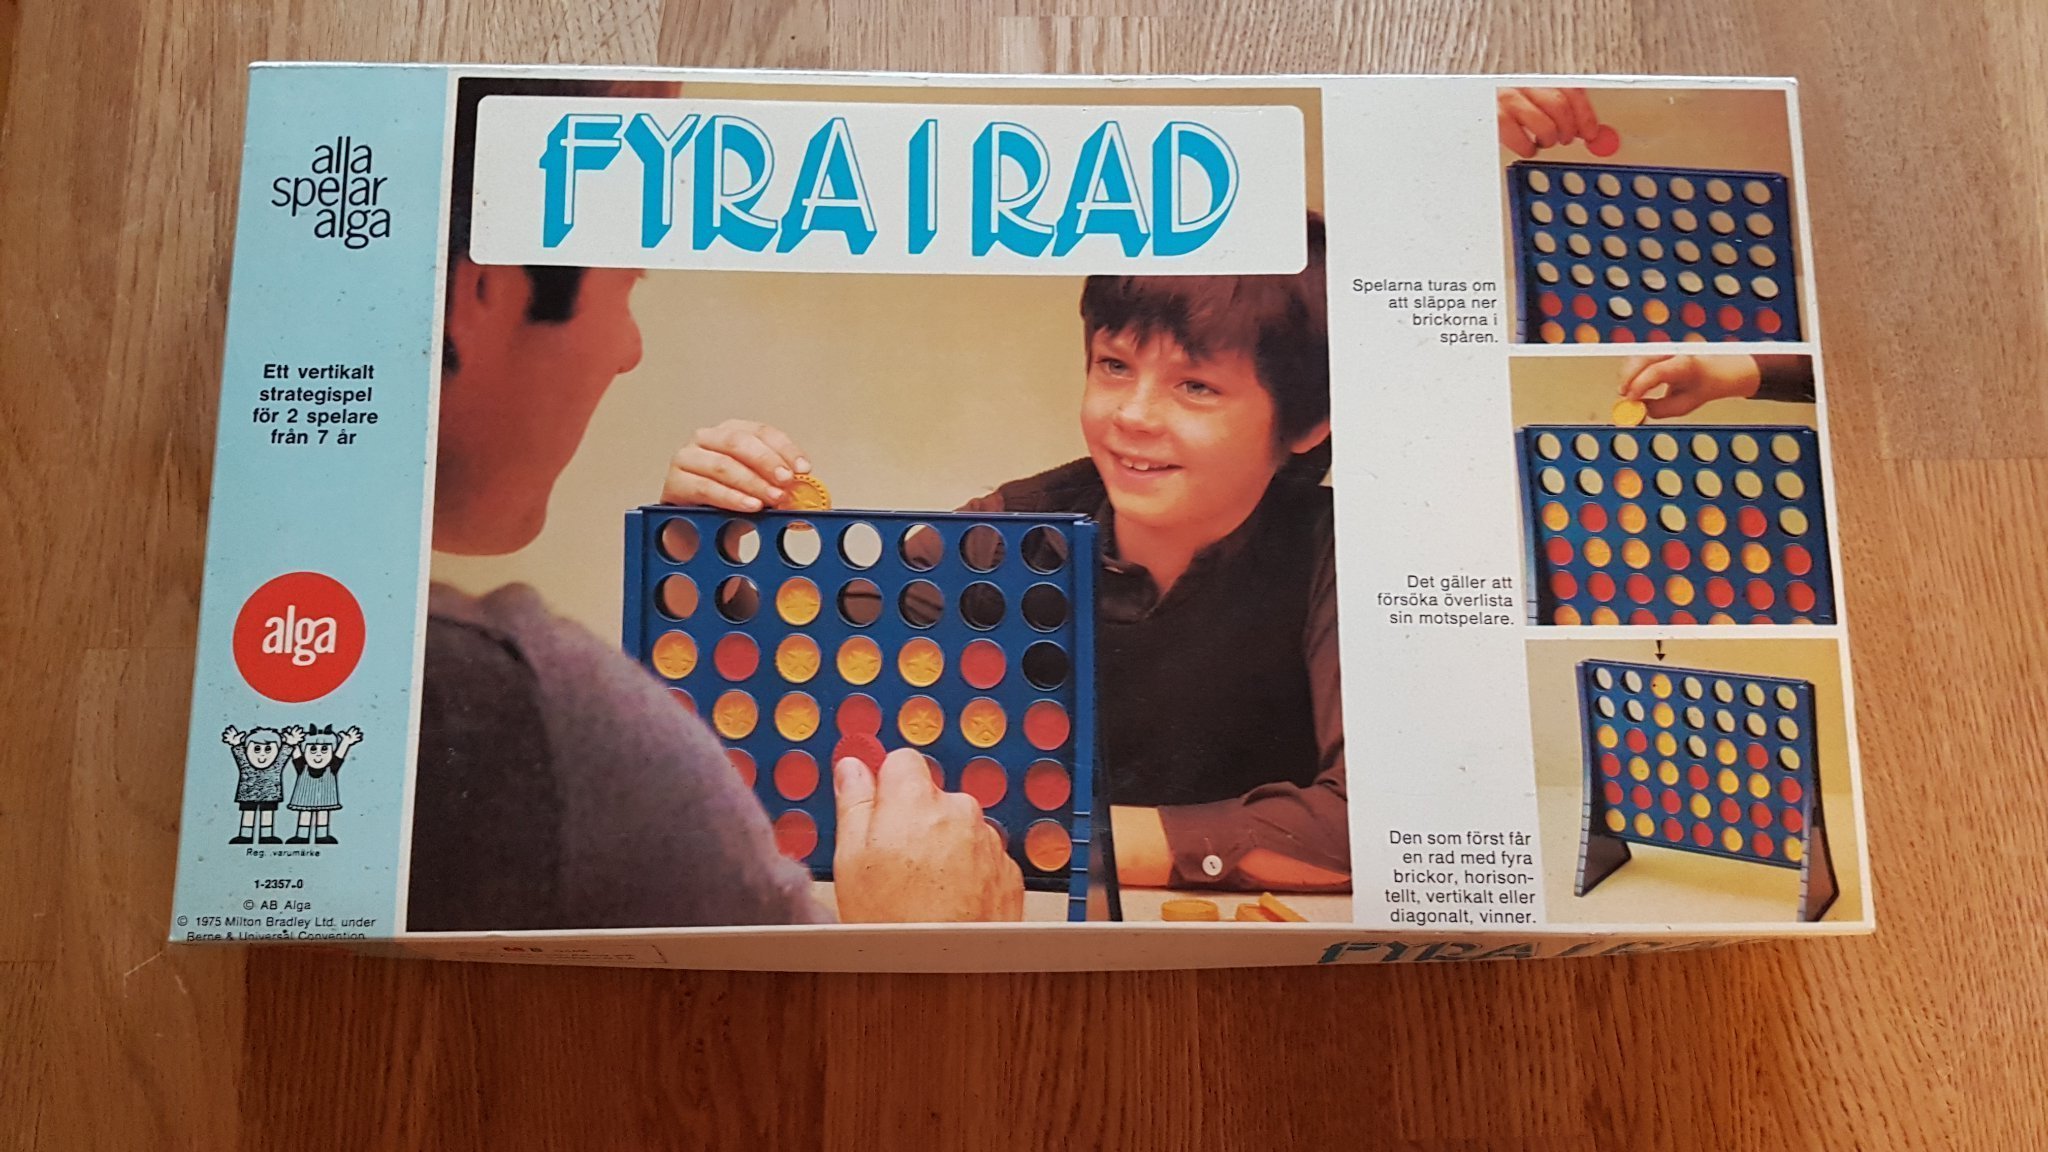 alla
spelar
alga
Ett vertikalt
strategispel
för 2 spelare
från 7 år
alga
Reg. varumärke
1-2357-0
© AB Alga
© 1975 Milton Bradley Ltd. under
Berne & Universal Convention
FYRA I RAD
Spelarna turas om
att släppa ner
brickorna i
spåren.
Det gäller att
försöka överlista
sin motspelare.
Den som först får
en rad med fyra
brickor, horison-
tellt, vertikalt eller
diagonalt, vinner.
MB
FYRA I RAD